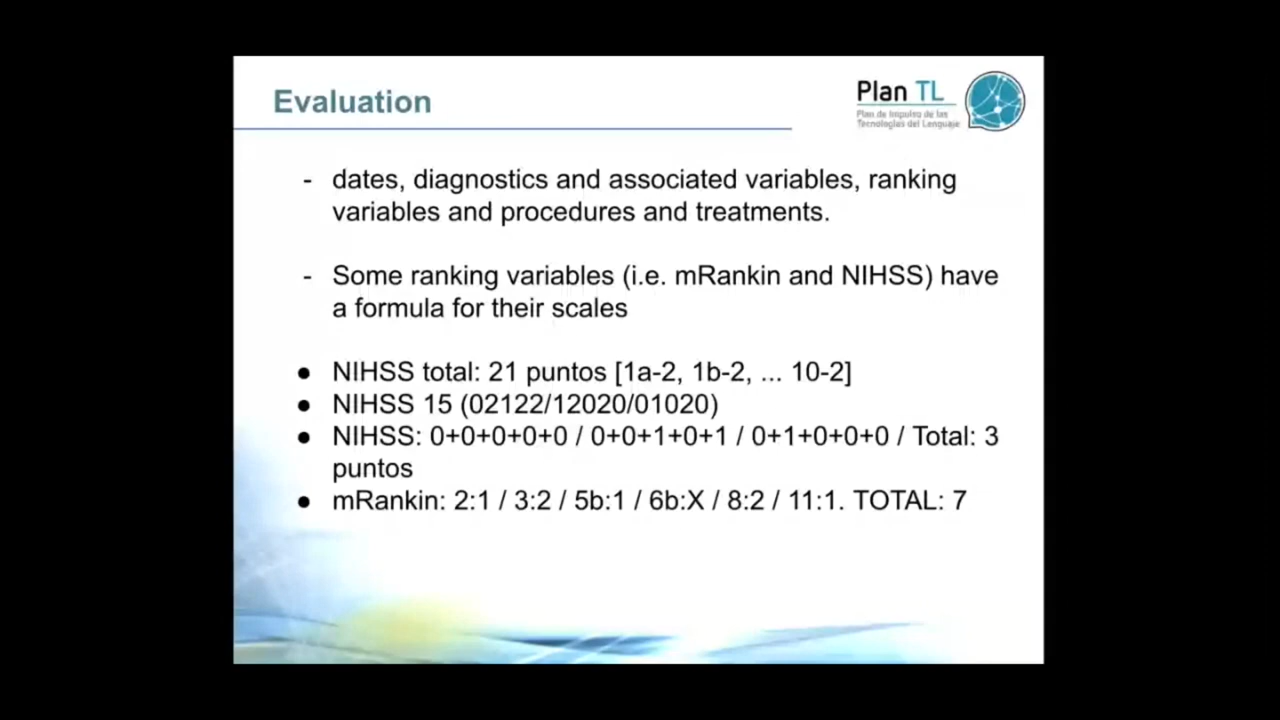 Evaluation
Plan TL
Plan de Impulso de las
Tecnologías del Lenguaje
- dates, diagnostics and associated variables, ranking
variables and procedures and treatments.
- Some ranking variables (i.e. mRankin and NIHSS) have
a formula for their scales
● NIHSS total: 21 puntos [1a-2, 1b-2, ... 10-2]
● NIHSS 15 (02122/12020/01020)
● NIHSS: 0+0+0+0+0 / 0+0+1+0+1 / 0+1+0+0+0 / Total: 3
puntos
● mRankin: 2:1 / 3:2 / 5b:1 / 6b:X / 8:2 / 11:1. TOTAL: 7